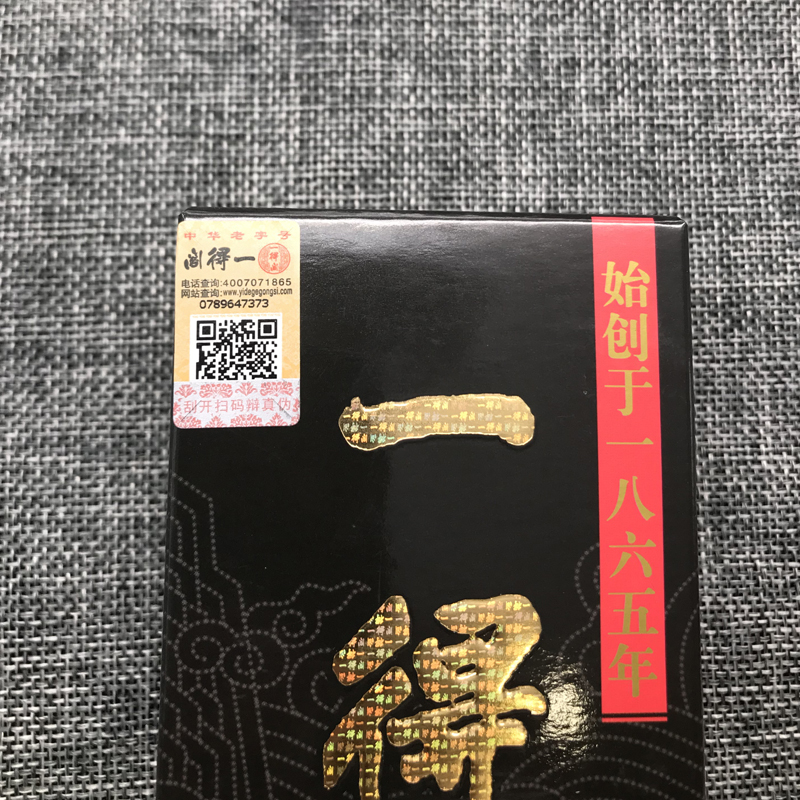 中华老字号
阁得一
电话查询:4007071865
网站查询:www.yidegegongsi.com
0789647373
刮开扫码辩真伪
一
得
始创于一八六五年